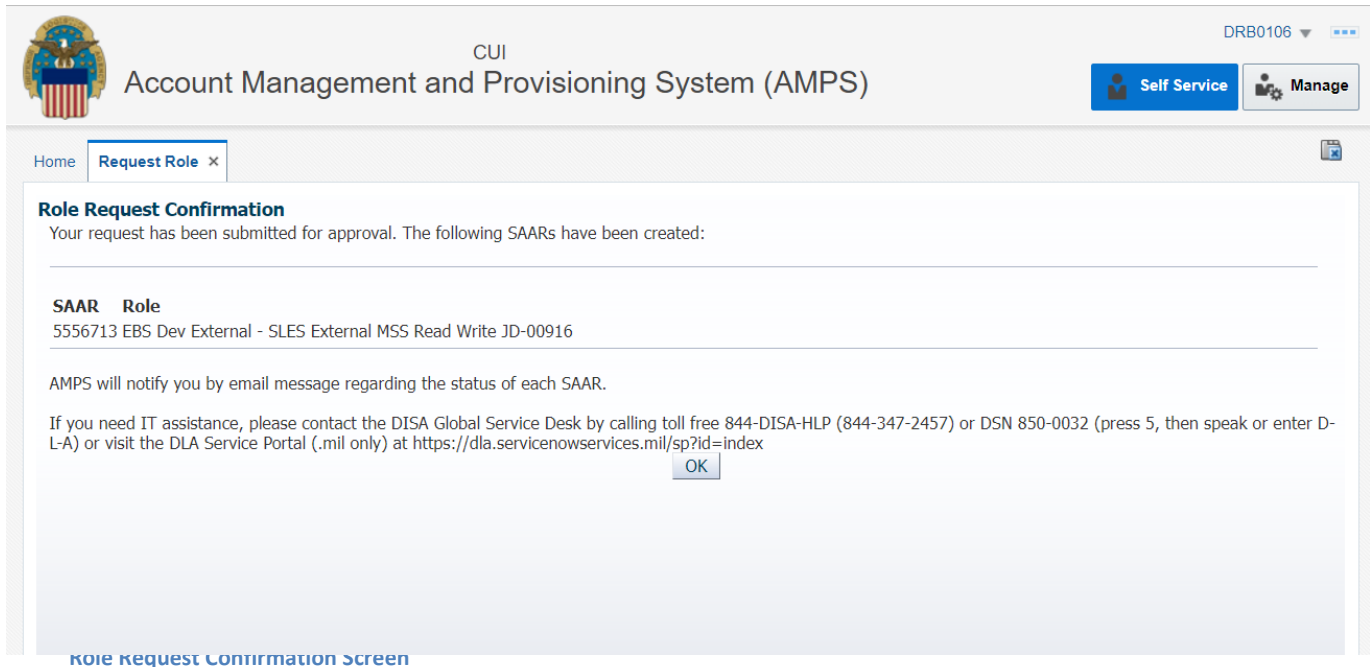 DRB0106
CUI
Account Management and Provisioning System (AMPS)
Self Service
Manage
Home
Request Role
Role Request Confirmation
Your request has been submitted for approval. The following SAARs have been created:
SAAR Role
5556713 EBS Dev External - SLES External MSS Read Write JD-00916
AMPS will notify you by email message regarding the status of each SAAR.
If you need IT assistance, please contact the DISA Global Service Desk by calling toll free 844-DISA-HLP (844-347-2457) or DSN 850-0032 (press 5, then speak or enter D-
L-A) or visit the DLA Service Portal (.mil only) at https://dla.servicenowservices.mil/sp?id=index
OK
Role Request Confirmation Screen